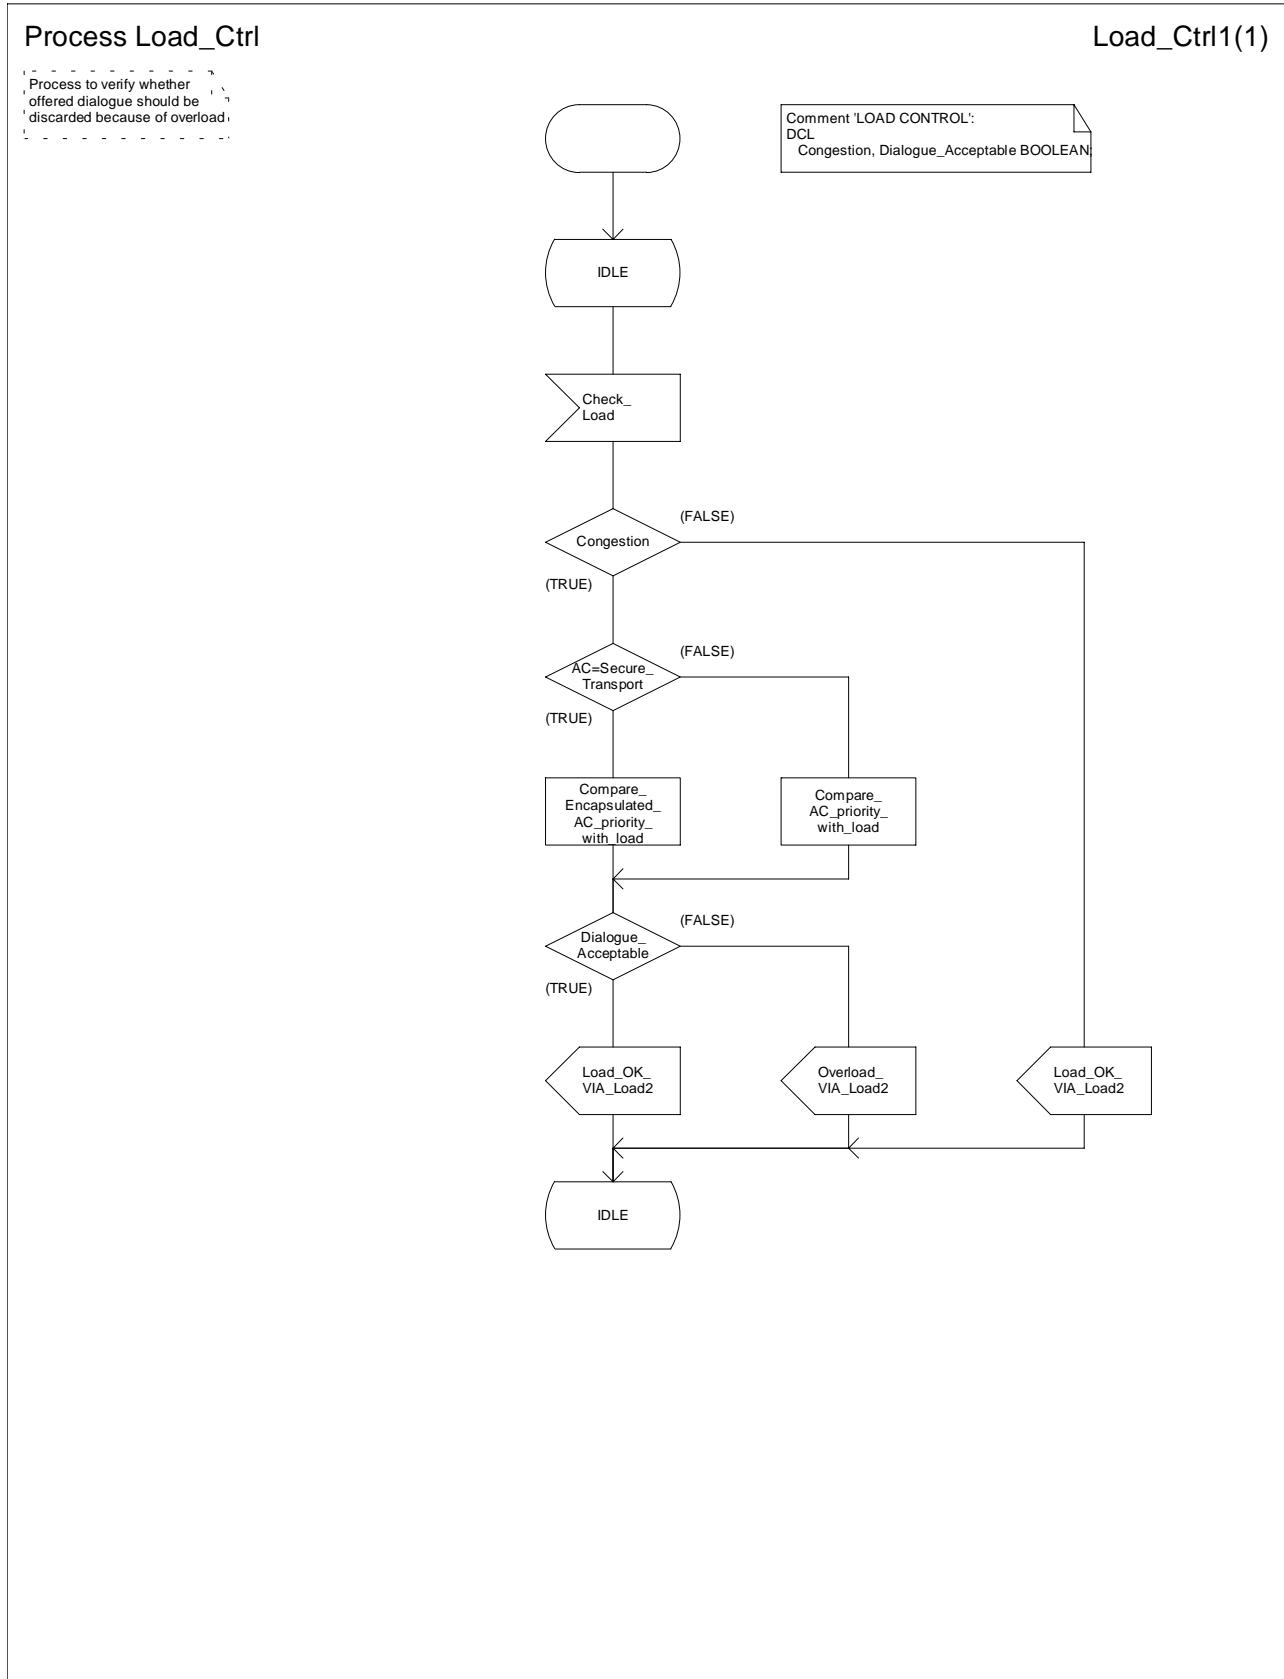 Process Load_Ctrl
Load_Ctrl1(1)
Process to verify whether
offered dialogue should be
discarded because of overload
Comment 'LOAD CONTROL':
DCL
Congestion, Dialogue_Acceptable BOOLEAN;
IDLE
Check_
Load
Congestion
(FALSE)
(TRUE)
AC=Secure_
Transport
(FALSE)
(TRUE)
Compare_
Encapsulated_
AC_priority_
with_load
Compare_
AC_priority_
with_load
Dialogue_
Acceptable
(FALSE)
(TRUE)
Load_OK_
VIA_Load2
Overload_
VIA_Load2
Load_OK_
VIA_Load2
IDLE